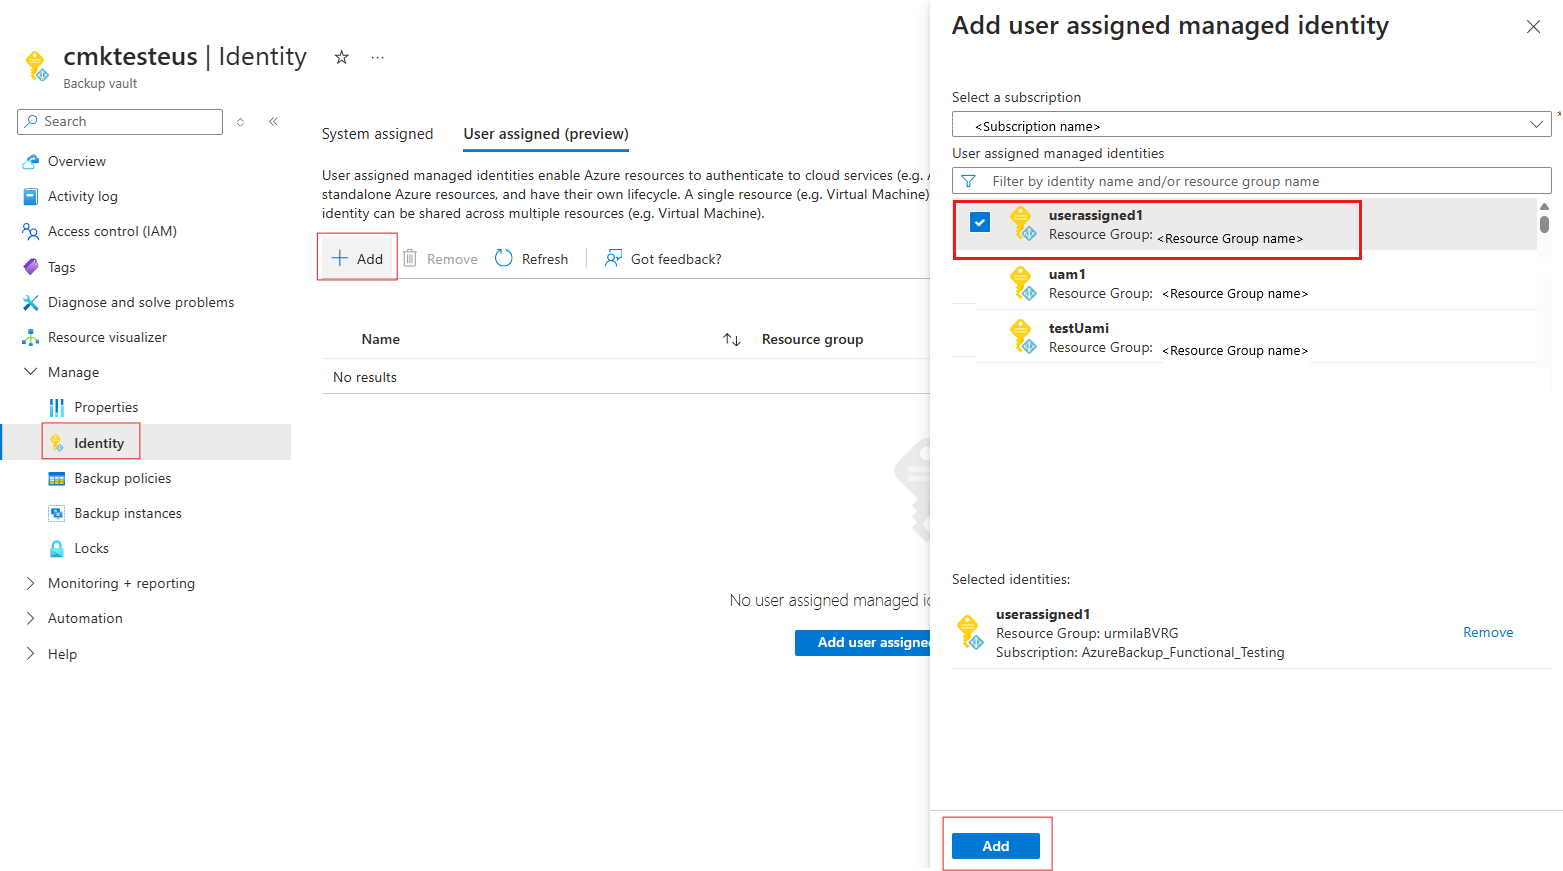 cmktesteus | Identity
Backup vault
Search
Overview
Activity log
Access control (IAM)
Tags
Diagnose and solve problems
Resource visualizer
Manage
Properties
Identity
Backup policies
Backup instances
Locks
Monitoring + reporting
Automation
Help
System assigned
User assigned (preview)
User assigned managed identities enable Azure resources to authenticate to cloud services (e.g.
standalone Azure resources, and have their own lifecycle. A single resource (e.g. Virtual Machine)
identity can be shared across multiple resources (e.g. Virtual Machine).
Add
Remove
Refresh
Got feedback?
Name
Resource group
No results
No user assigned managed
Add user assigned
Add user assigned managed identity
Select a subscription
<Subscription name>
*
User assigned managed identities
Filter by identity name and/or resource group name
userassigned1
Resource Group: <Resource Group name>
uam1
Resource Group: <Resource Group name>
testUami
Resource Group: <Resource Group name>
Selected identities:
userassigned1
Resource Group: urmilaBVRG
Subscription: AzureBackup_Functional_Testing
Remove
Add